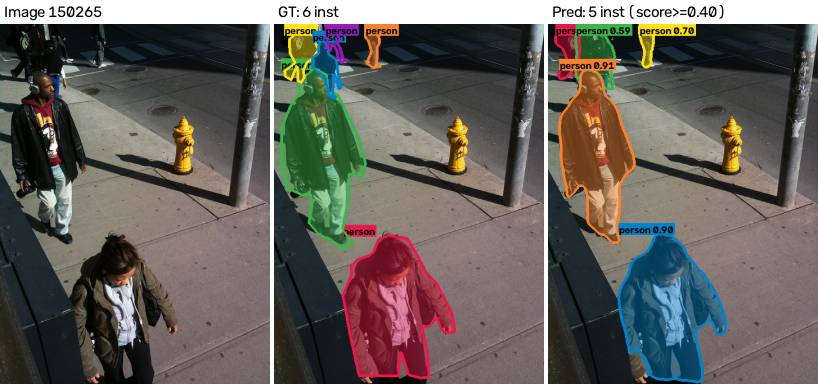 Image 150265
GT: 6 inst
Pred: 5 inst (score>=0.40)
person
person
person
person
person
pers
person 0.59
person 0.70
person 0.91
person
person 0.90